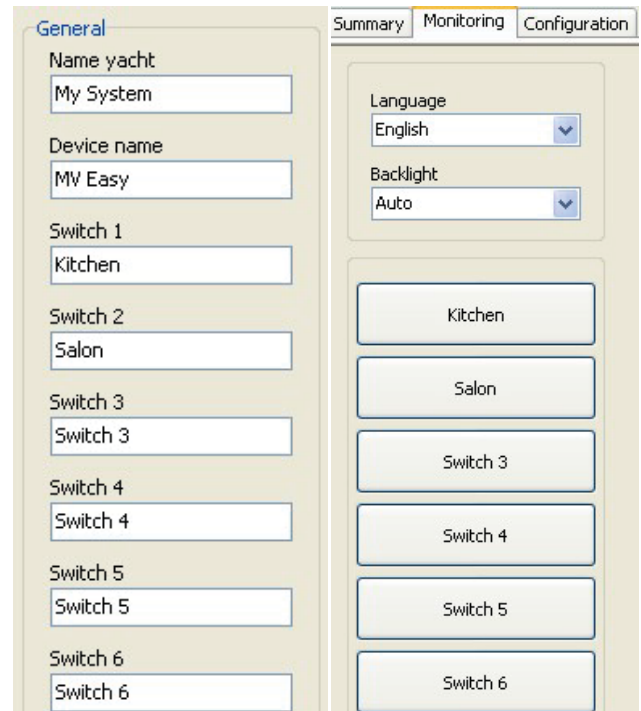 General
Name yacht
My System
Device name
MV Easy
Switch 1
Kitchen
Switch 2
Salon
Switch 3
Switch 3
Switch 4
Switch 4
Switch 5
Switch 5
Switch 6
Switch 6
Summary Monitoring Configuration
Language
English
Backlight
Auto
Kitchen
Salon
Switch 3
Switch 4
Switch 5
Switch 6